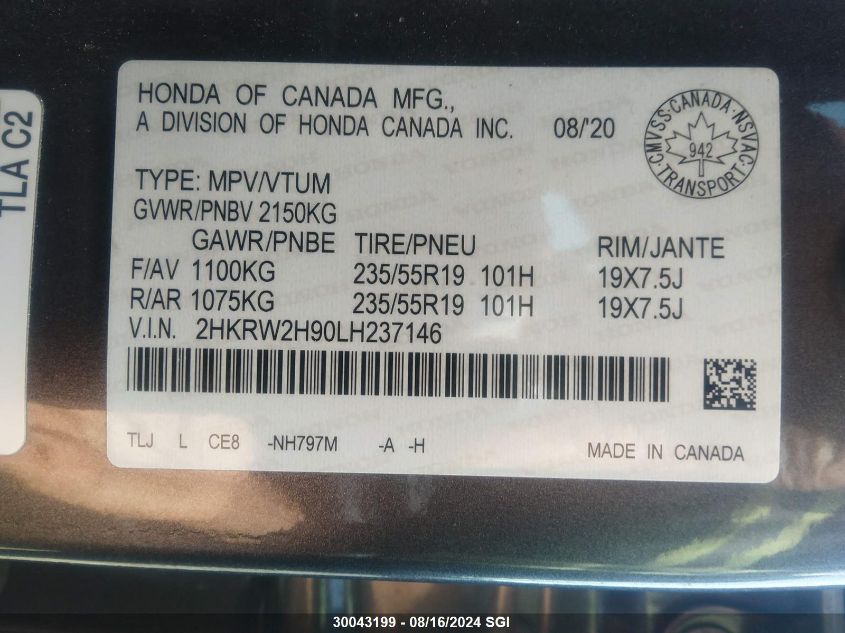 TLA C2
HONDA OF CANADA MFG.,
A DIVISION OF HONDA CANADA INC. 08/'20
CMVSS·CANADA·NSVAC·TRANSPORT·
942
TYPE: MPV/VTUM
GVWR/PNBV 2150KG
GAWR/PNBE TIRE/PNEU RIM/JANTE
F/AV 1100KG 235/55R19 101H 19X7.5J
R/AR 1075KG 235/55R19 101H 19X7.5J
V.I.N. 2HKRW2H90LH237146
TLJ L CE8 -NH797M -A -H MADE IN CANADA
30043199 - 08/16/2024 SGI